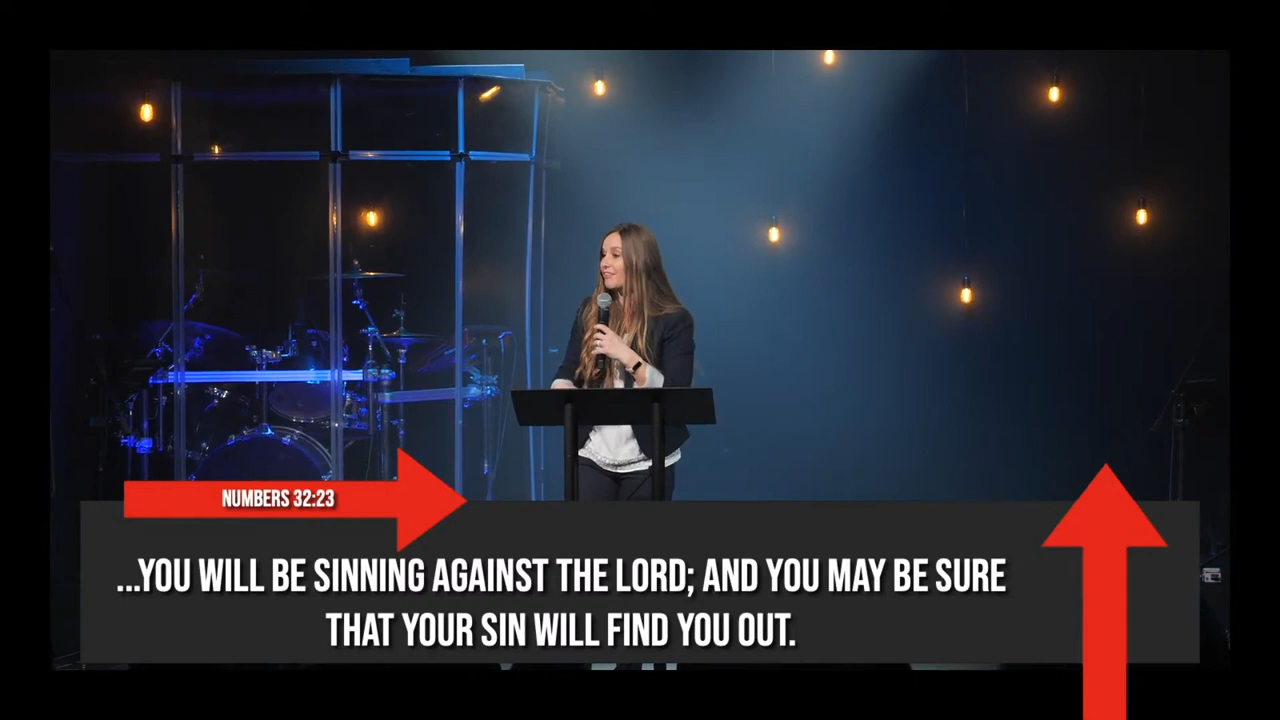 NUMBERS 32:23
...YOU WILL BE SINNING AGAINST THE LORD; AND YOU MAY BE SURE
THAT YOUR SIN WILL FIND YOU OUT.